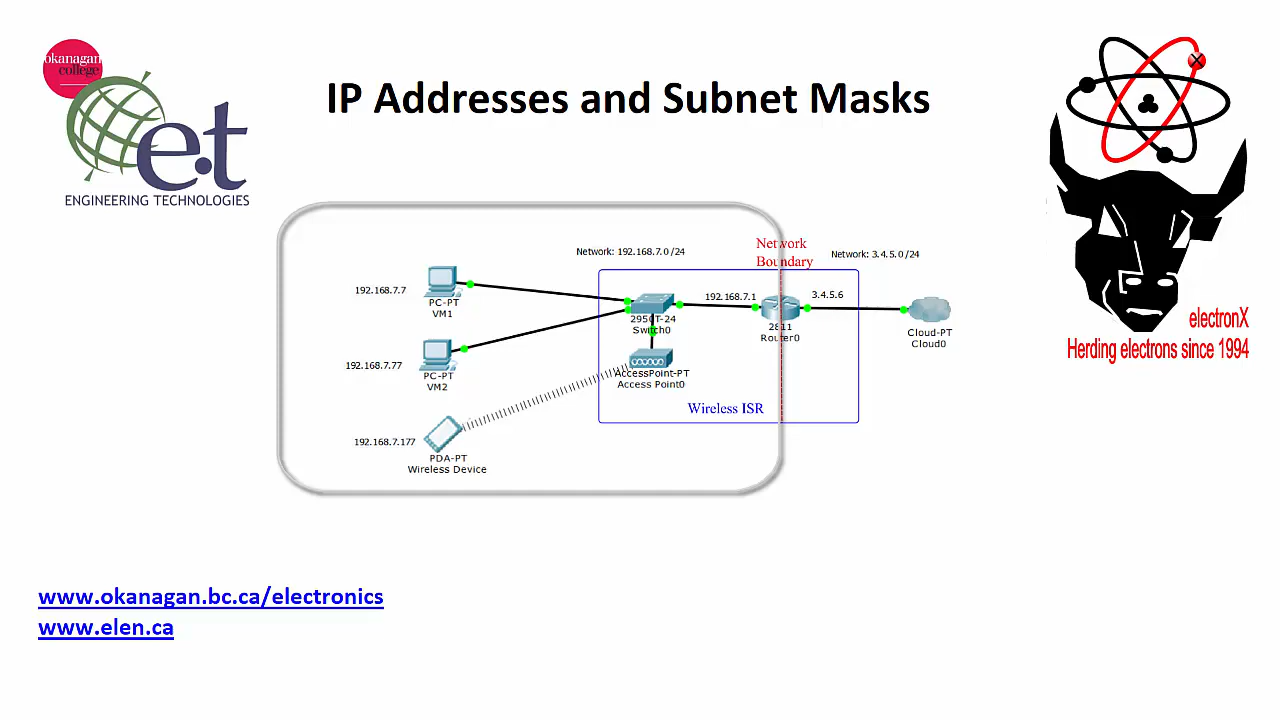 okanagan
college
e·t
ENGINEERING TECHNOLOGIES
IP Addresses and Subnet Masks
X
electronX
Herding electrons since 1994
Network: 192.168.7.0 /24
Network
Boundary
Network: 3.4.5.0 /24
192.168.7.7
PC-PT
VM1
192.168.7.1
3.4.5.6
2950T-24
Switch0
2811
Router0
Cloud-PT
Cloud0
192.168.7.77
PC-PT
VM2
AccessPoint-PT
Access Point0
Wireless ISR
192.168.7.177
PDA-PT
Wireless Device
www.okanagan.bc.ca/electronics
www.elen.ca